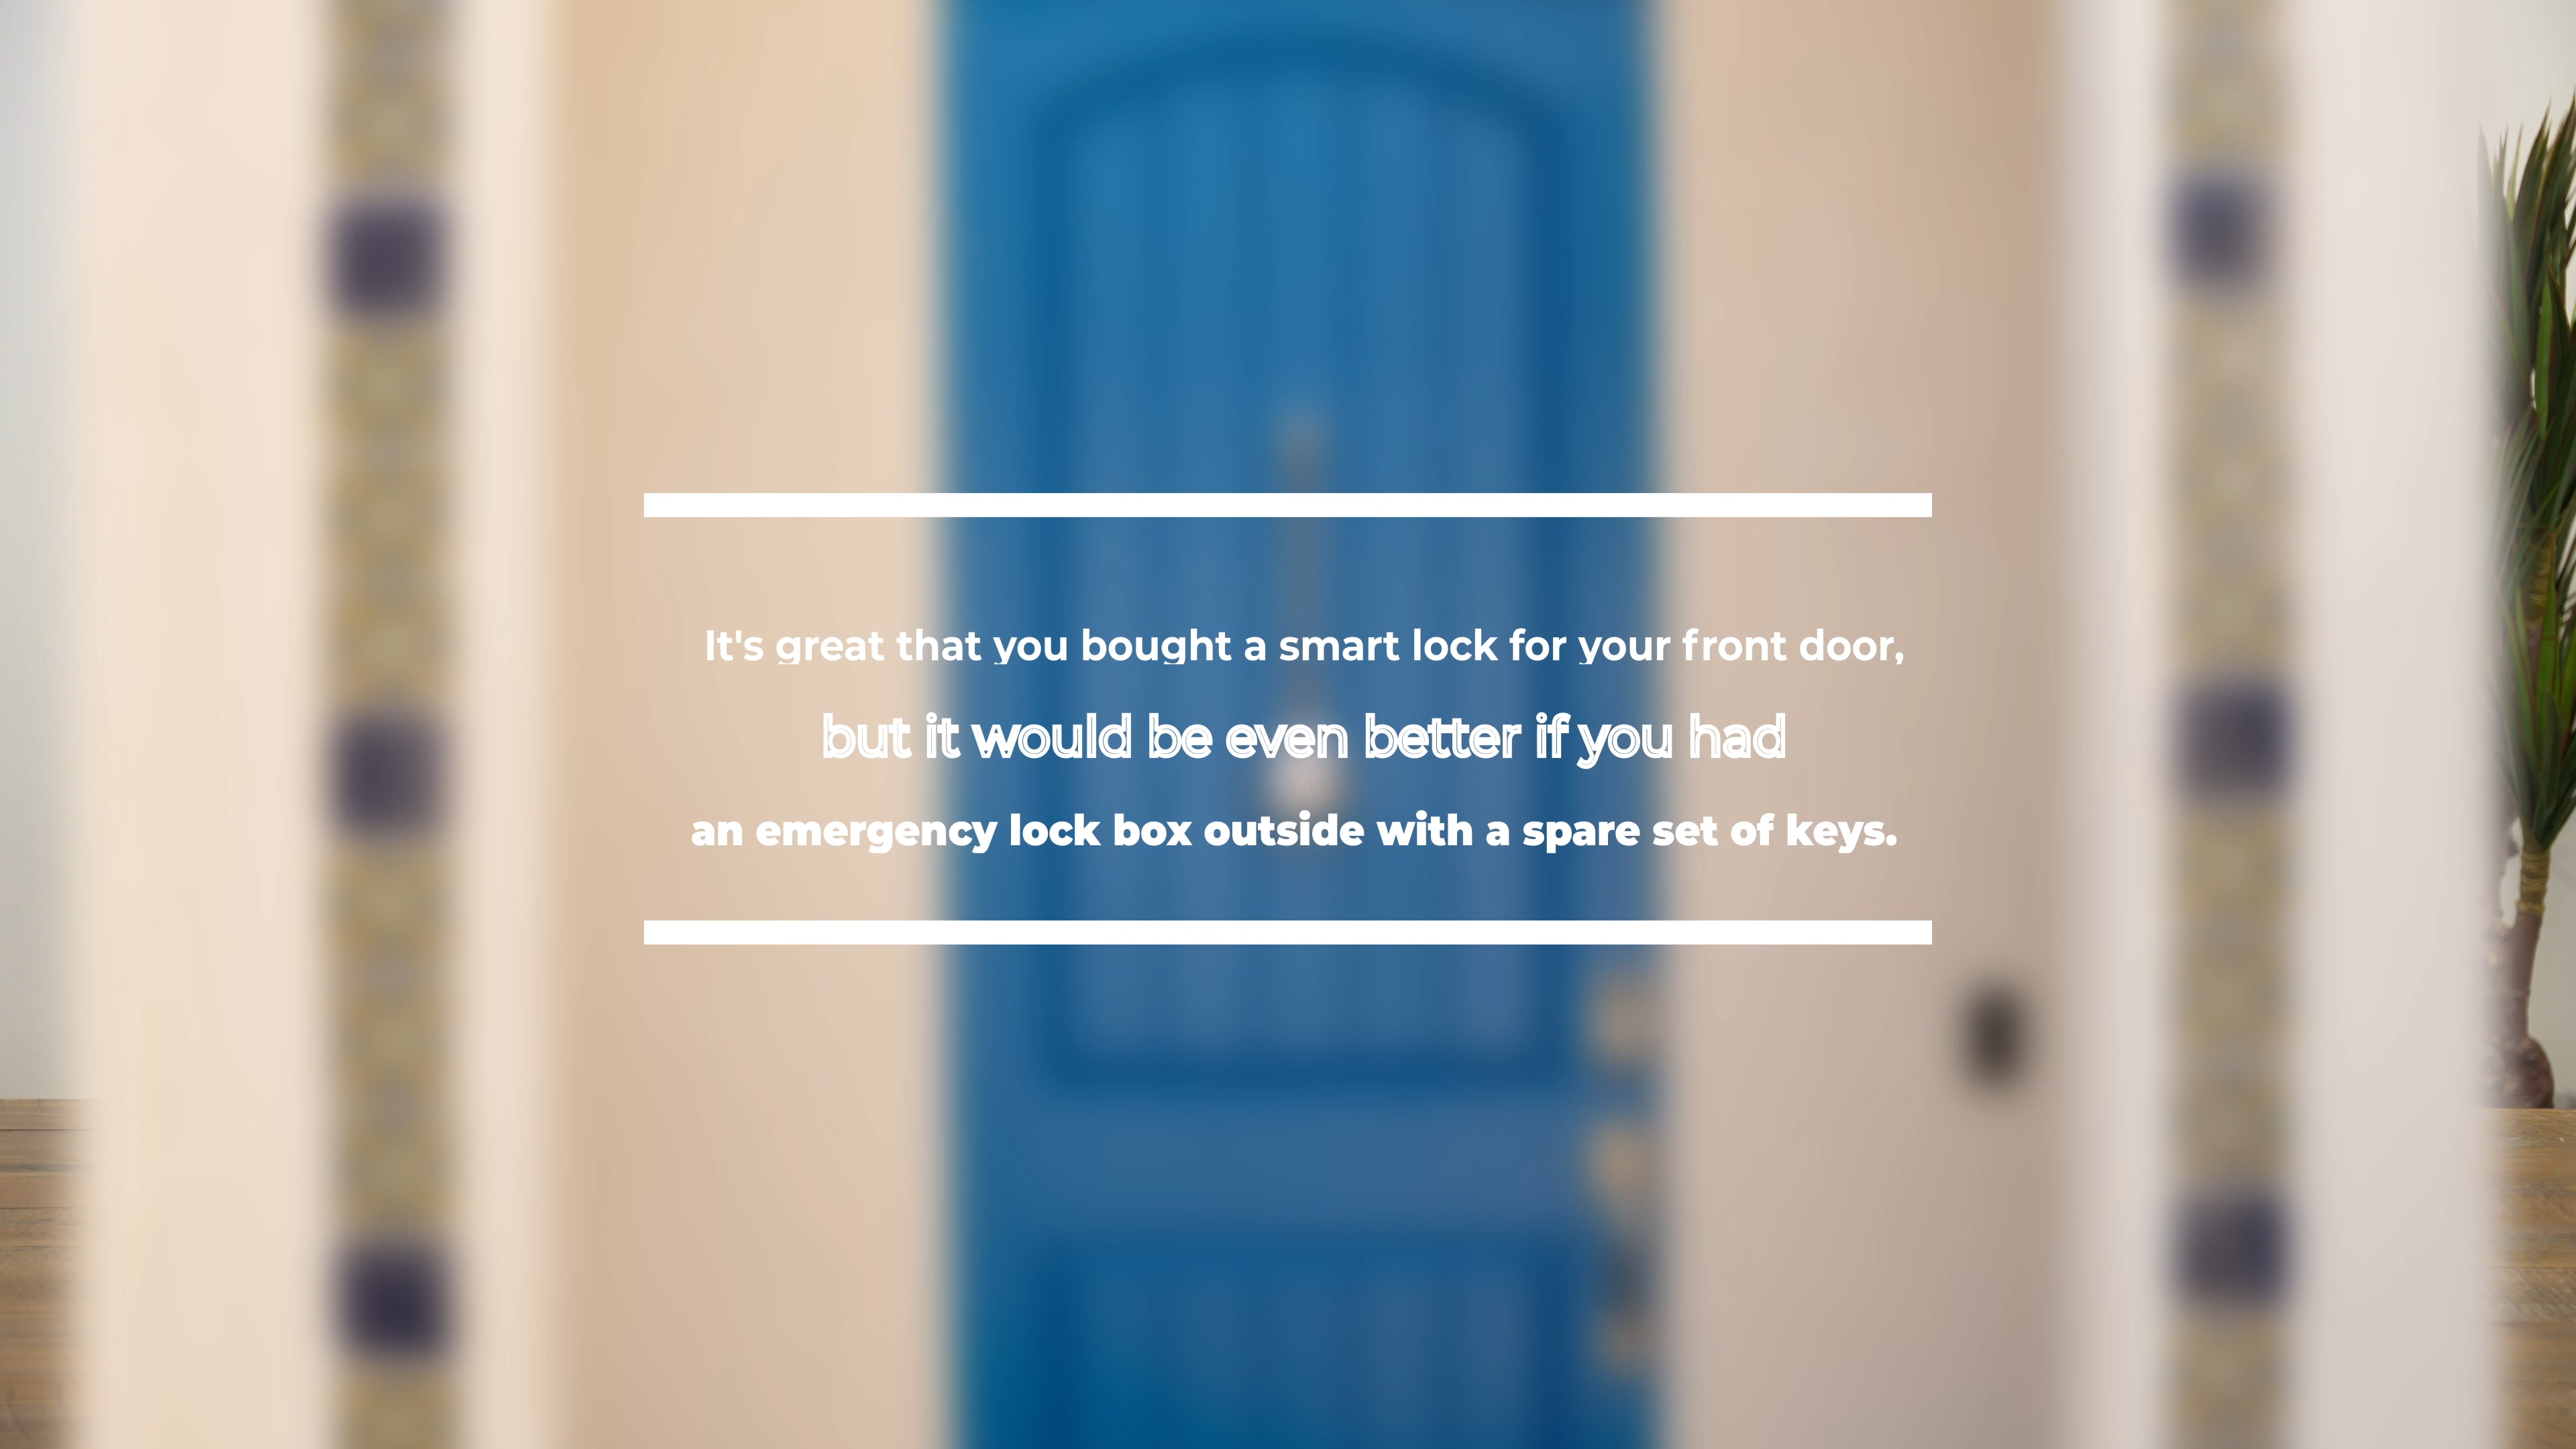 It's great that you bought a smart lock for your front door,
but it would be even better if you had
an emergency lock box outside with a spare set of keys.